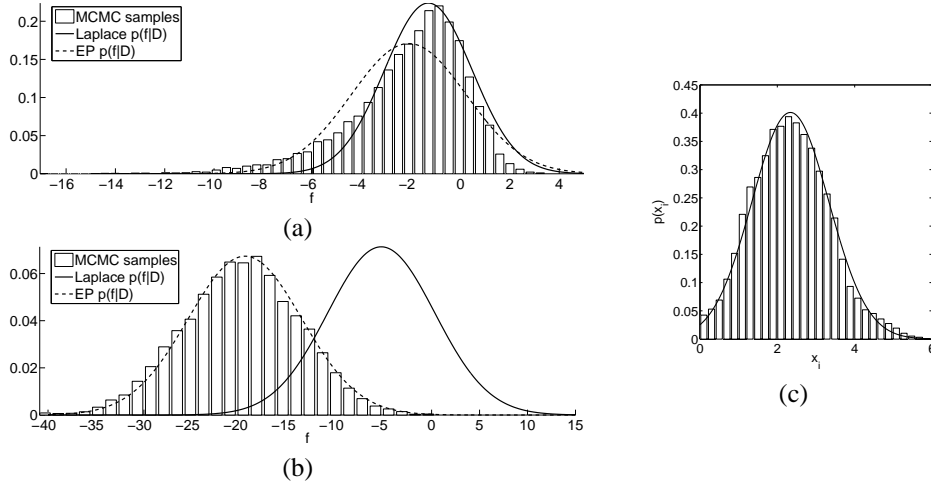 MCMC samples
Laplace p(f|D)
EP p(f|D)
0.2
0.15
0.1
0.05
0
−16 −14 −12 −10 −8 −6 −4 −2 0 2 4
f
(a)
MCMC samples
Laplace p(f|D)
EP p(f|D)
0.06
0.04
0.02
0
−40 −35 −30 −25 −20 −15 −10 −5 0 5 10 15
f
(b)
0.45
0.4
0.35
0.3
0.25
0.2
0.15
0.1
0.05
0
p(xi)
0 2 4 6
xi
(c)